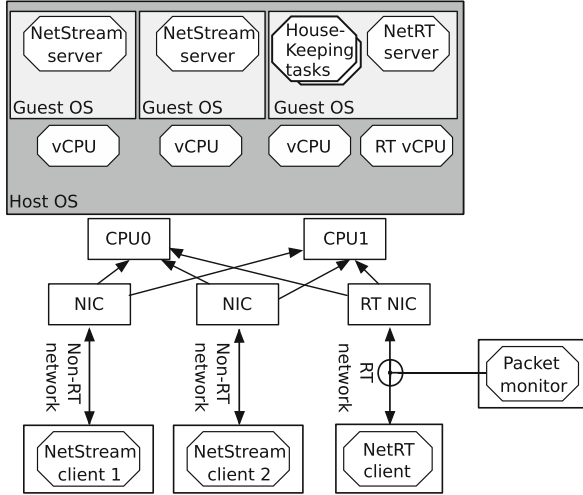 NetStream
server
NetStream
server
House-
Keeping
tasks
NetRT
server
Guest OS
Guest OS
Guest OS
vCPU
vCPU
vCPU
RT vCPU
Host OS
CPU0
CPU1
NIC
NIC
RT NIC
Non-RT
network
Non-RT
network
RT
network
Packet
monitor
NetStream
client 1
NetStream
client 2
NetRT
client